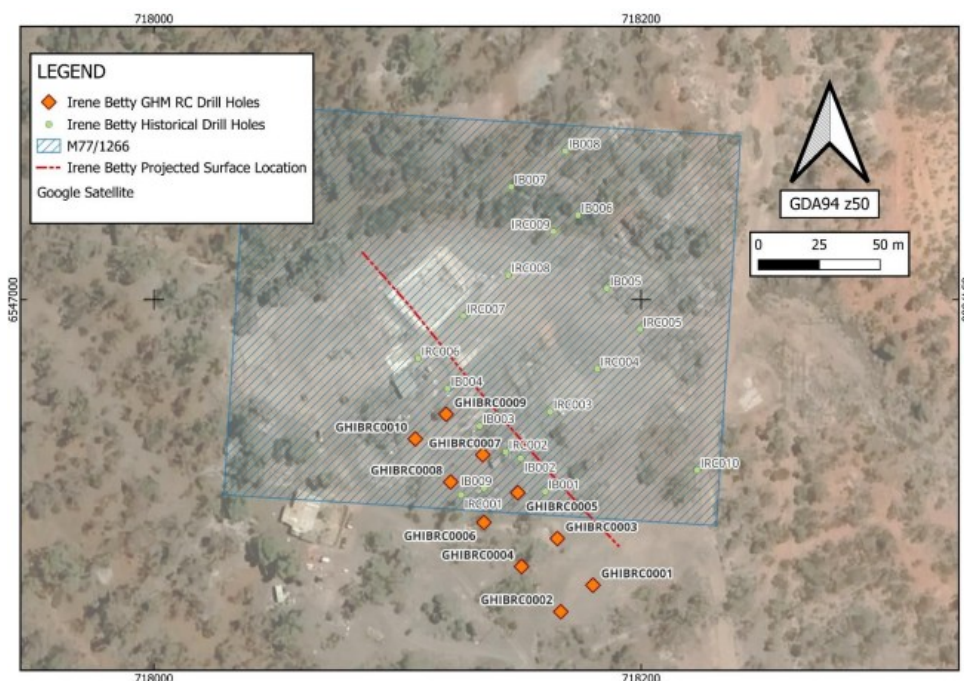 718000
718200
LEGEND
Irene Betty GHM RC Drill Holes
Irene Betty Historical Drill Holes
M77/1266
Irene Betty Projected Surface Location
Google Satellite
GDA94 z50
0 25 50 m
6547000
IB008
IB007
IB006
IRC009
IRC008
IB005
IRC007
IRC005
IRC006
IRC004
IB004
GHIBRC0009
IRC003
IB003
GHIBRC0010
GHIBRC0007
IRC002
IB002
IRC010
GHIBRC0008
IB009
IB001
IRC001
GHIBRC0005
GHIBRC0006
GHIBRC0003
GHIBRC0004
GHIBRC0001
GHIBRC0002
718000
718200